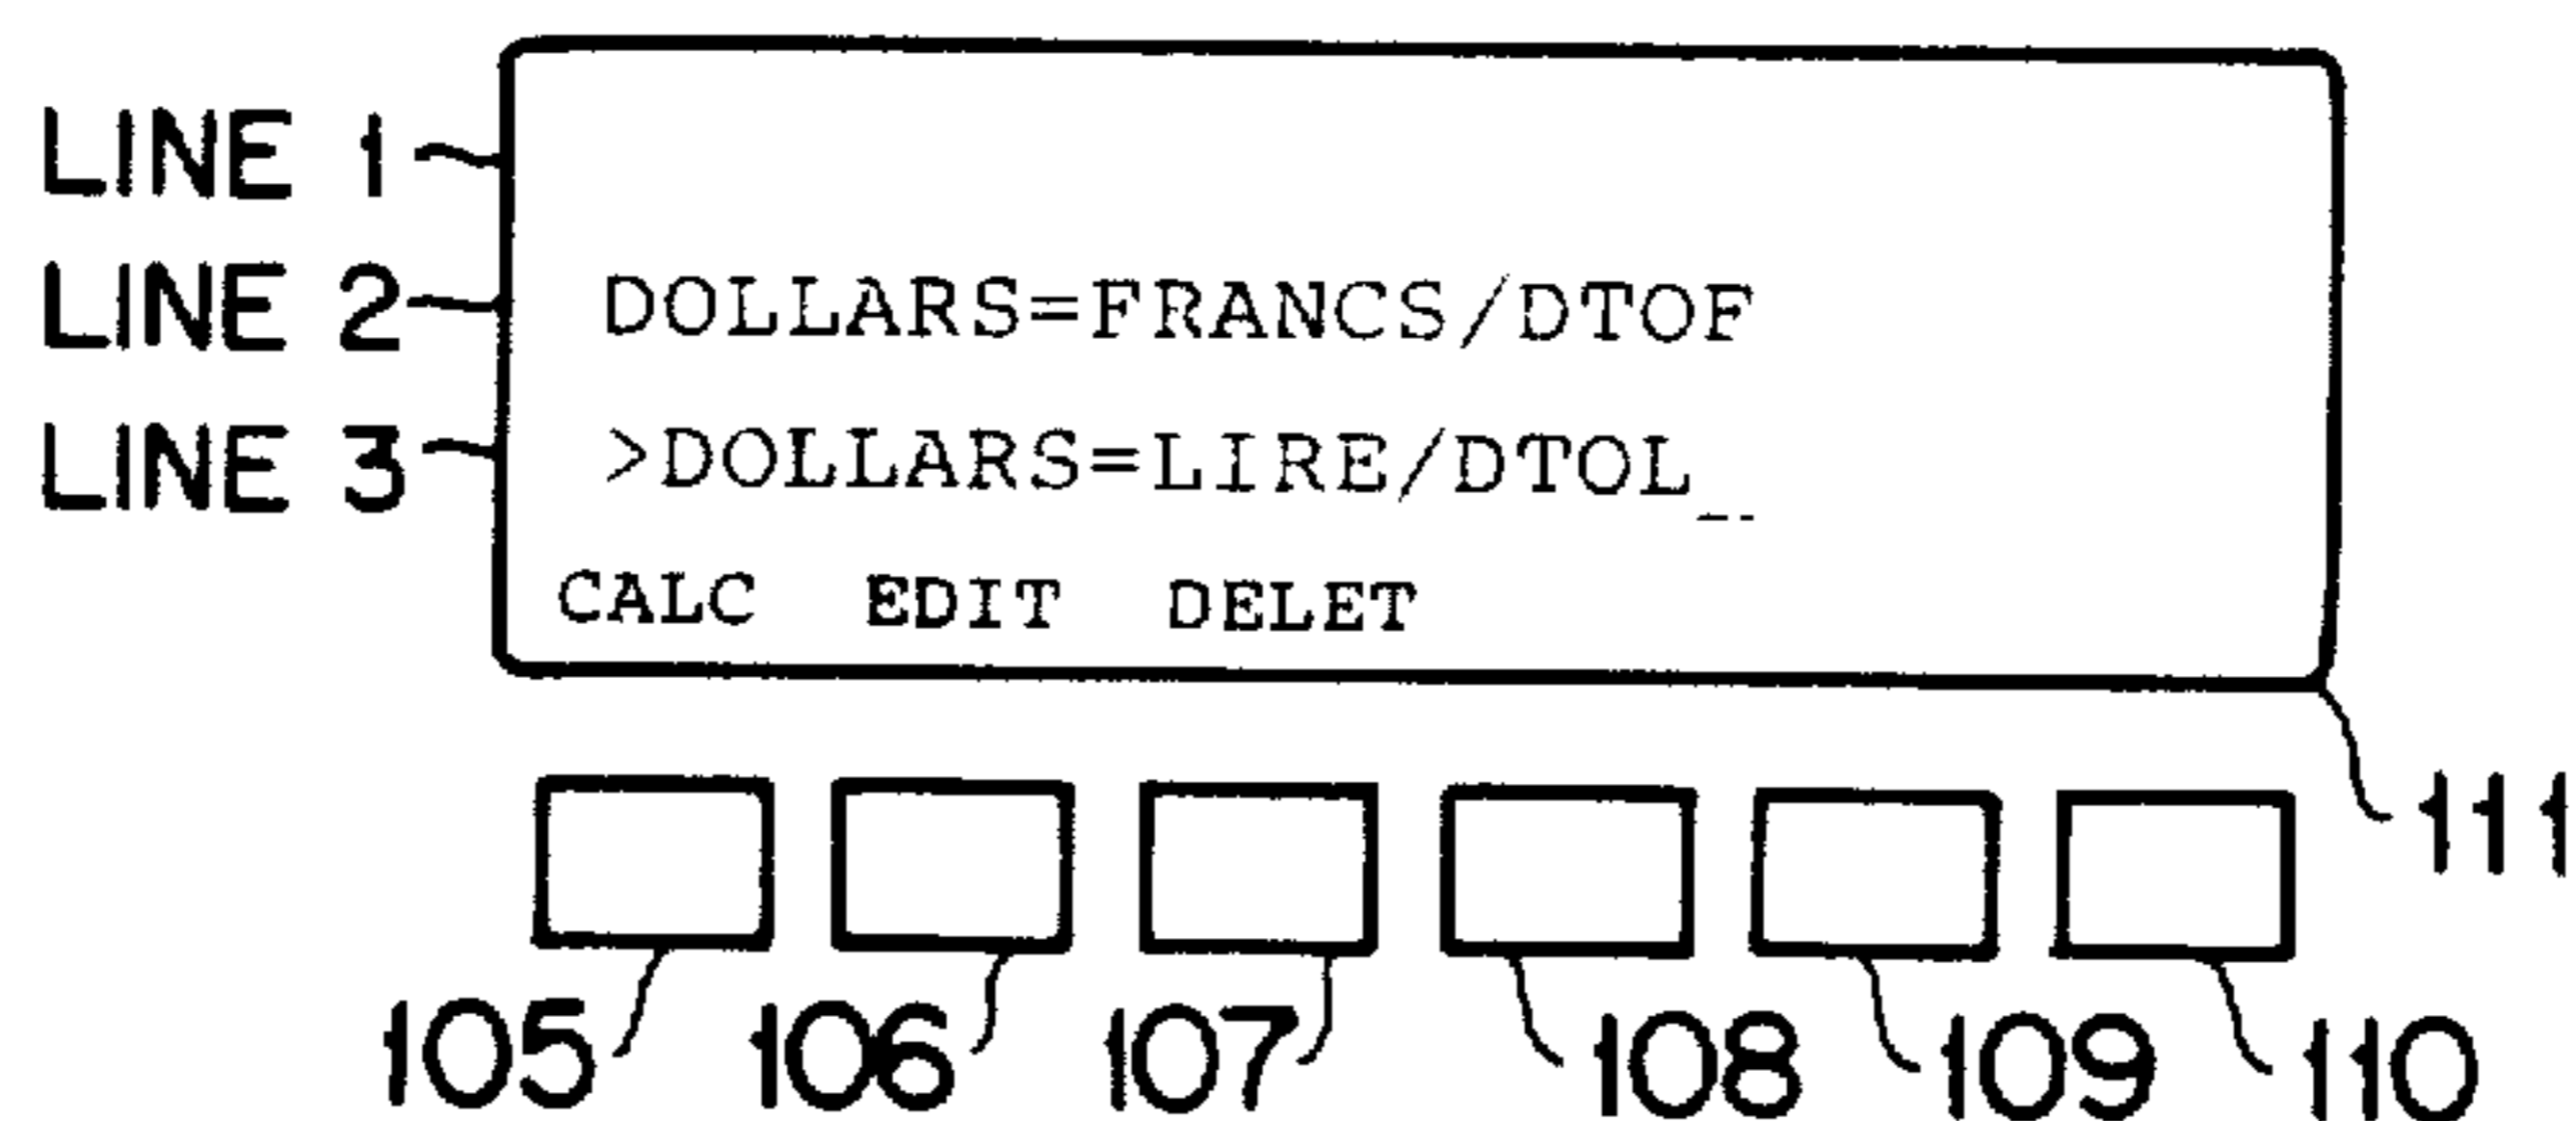 LINE 1
LINE 2 DOLLARS=FRANCS/DTOF
LINE 3 >DOLLARS=LIRE/DTOL_
CALC EDIT DELET
111
105 106 107 108 109 110